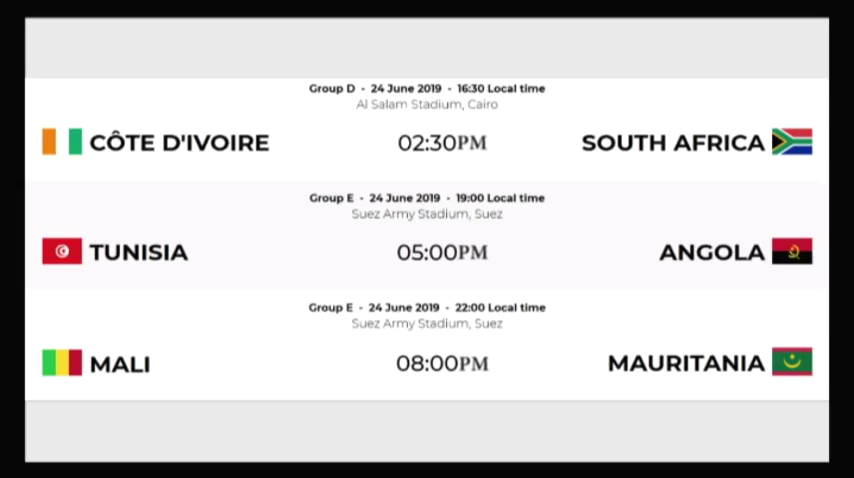 Group D - 24 June 2019 - 16:30 Local time
Al Salam Stadium, Cairo
CÔTE D'IVOIRE 02:30PM SOUTH AFRICA
Group E - 24 June 2019 - 19:00 Local time
Suez Army Stadium, Suez
TUNISIA 05:00PM ANGOLA
Group E - 24 June 2019 - 22:00 Local time
Suez Army Stadium, Suez
MALI 08:00PM MAURITANIA